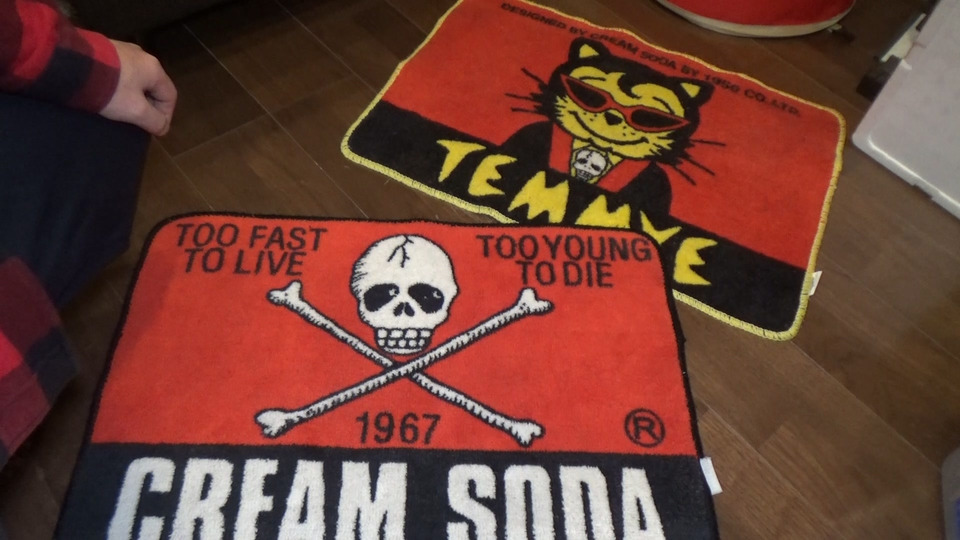 DESIGNED BY CREAM SODA BY 1956 CO.,LTD.
TOO FAST
TO LIVE
TOO YOUNG
TO DIE
1967
®
CREAM SODA